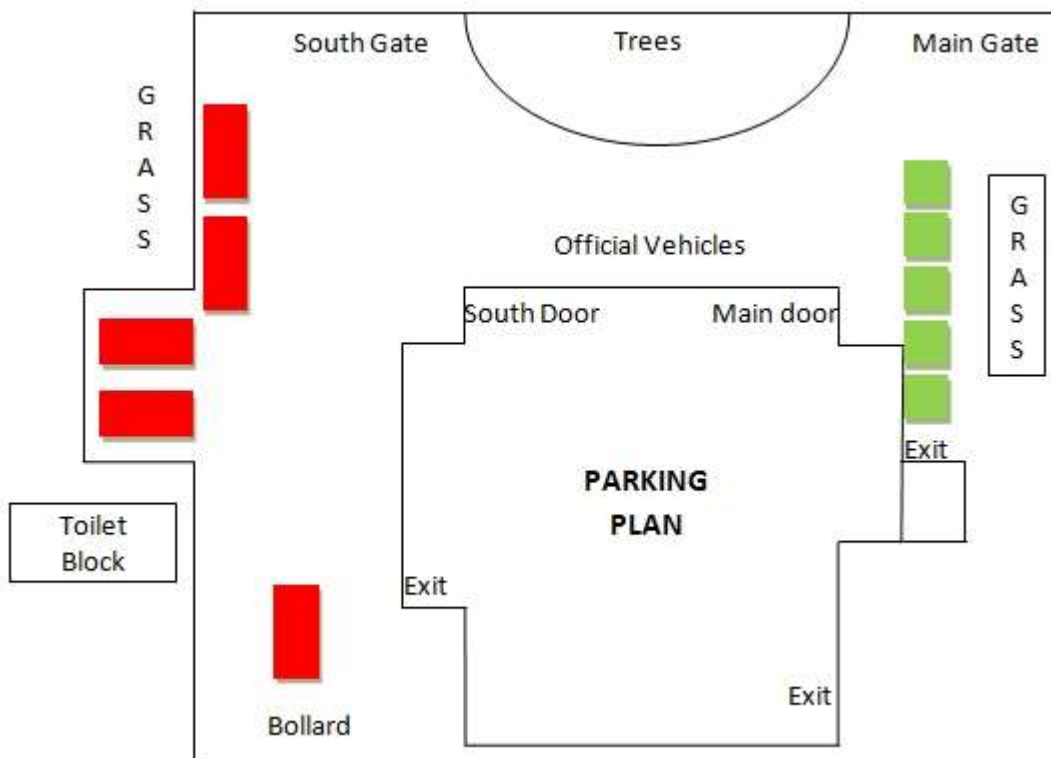 South Gate
Trees
Main Gate
G
R
A
S
S
G
R
A
S
S
Official Vehicles
South Door
Main door
Exit
PARKING
PLAN
Toilet
Block
Exit
Exit
Bollard